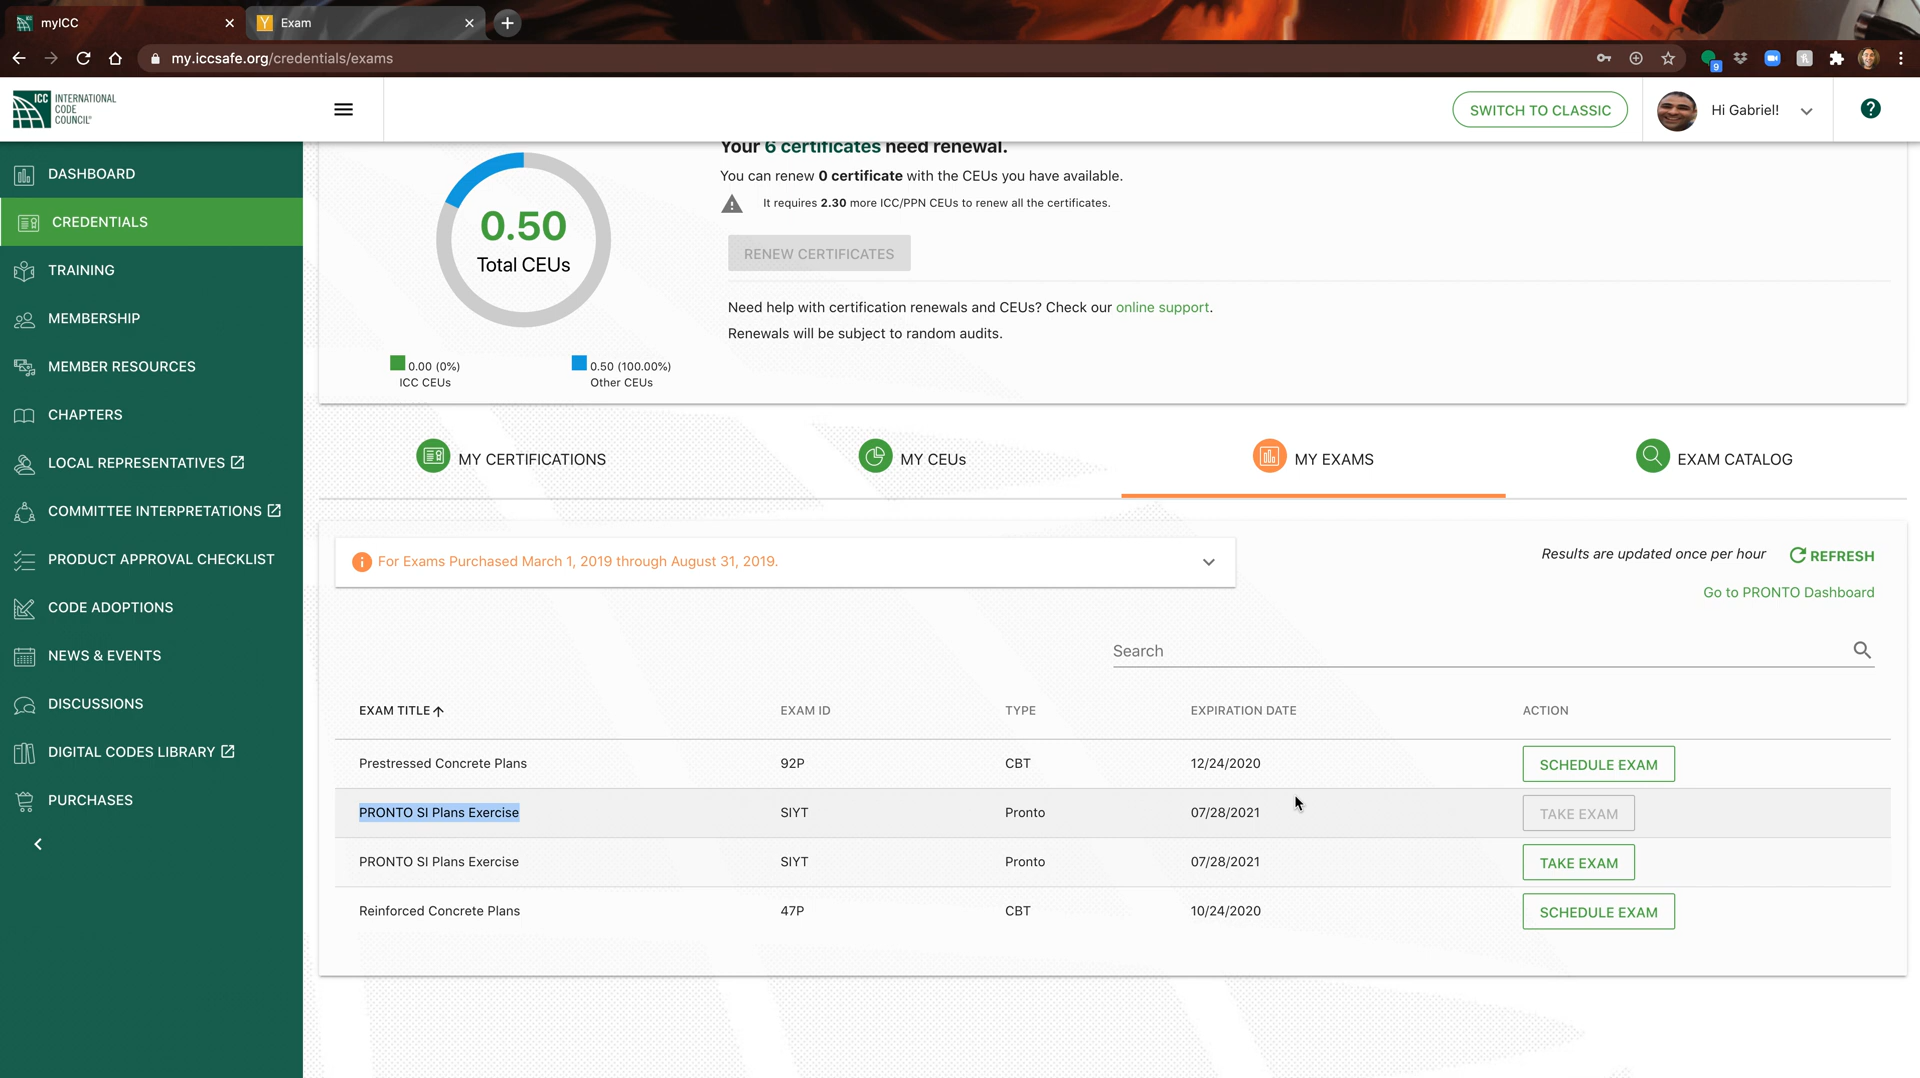 myICC
Exam
my.iccsafe.org/credentials/exams
9
ICC INTERNATIONAL
CODE
COUNCIL
SWITCH TO CLASSIC
Hi Gabriel!
?
DASHBOARD
CREDENTIALS
TRAINING
MEMBERSHIP
MEMBER RESOURCES
CHAPTERS
LOCAL REPRESENTATIVES
COMMITTEE INTERPRETATIONS
PRODUCT APPROVAL CHECKLIST
CODE ADOPTIONS
NEWS & EVENTS
DISCUSSIONS
DIGITAL CODES LIBRARY
PURCHASES
0.50
Total CEUs
0.00 (0%)
ICC CEUs
0.50 (100.00%)
Other CEUs
Your 6 certificates need renewal.
You can renew 0 certificate with the CEUs you have available.
It requires 2.30 more ICC/PPN CEUs to renew all the certificates.
RENEW CERTIFICATES
Need help with certification renewals and CEUs? Check our online support.
Renewals will be subject to random audits.
MY CERTIFICATIONS
MY CEUs
MY EXAMS
EXAM CATALOG
For Exams Purchased March 1, 2019 through August 31, 2019.
Results are updated once per hour
REFRESH
Go to PRONTO Dashboard
Search
EXAM TITLE EXAM ID TYPE EXPIRATION DATE ACTION
Prestressed Concrete Plans 92P CBT 12/24/2020 SCHEDULE EXAM
PRONTO SI Plans Exercise SIYT Pronto 07/28/2021 TAKE EXAM
PRONTO SI Plans Exercise SIYT Pronto 07/28/2021 TAKE EXAM
Reinforced Concrete Plans 47P CBT 10/24/2020 SCHEDULE EXAM